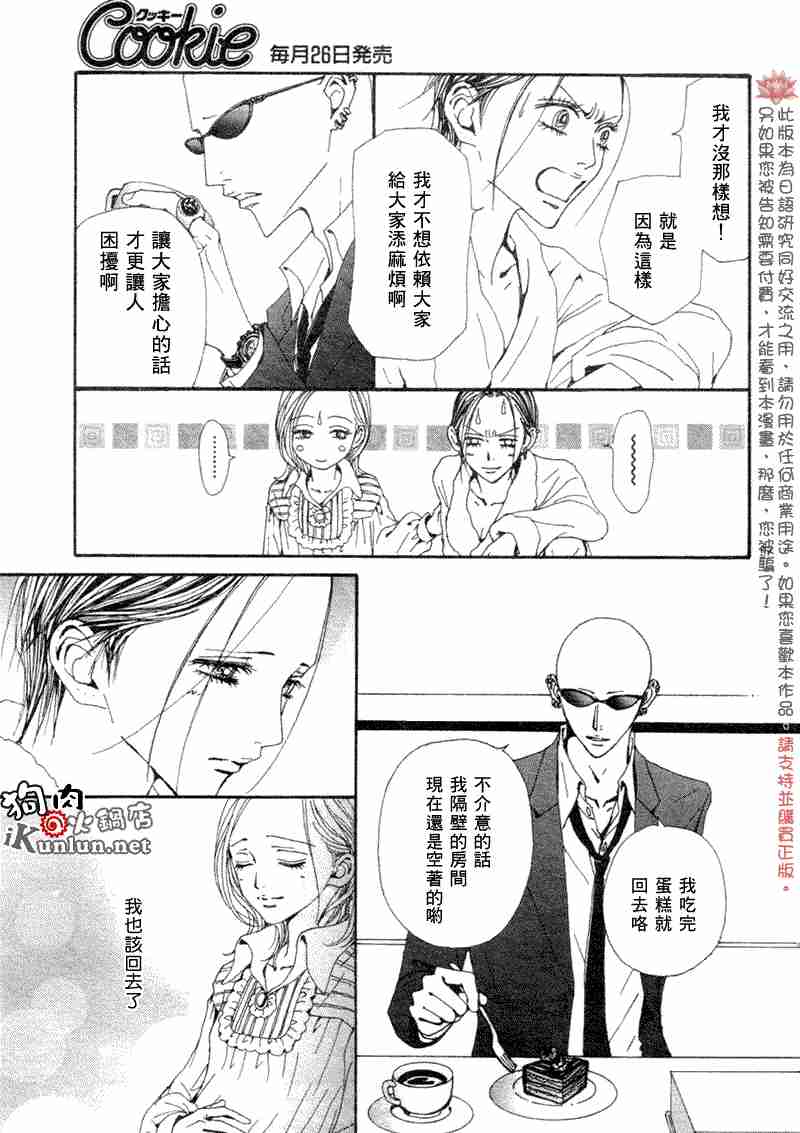 クッキー
Cookie
毎月26日発売
我才沒那樣想！
就是
因為這樣
我才不想依賴大家
給大家添麻煩啊
讓大家擔心的話
才更讓人
困擾啊
我吃完
蛋糕就
回去咯
不介意的話
我隔壁的房間
現在還是空著的喲
我也該回去了
狗肉
火鍋店
iKunlun.net
此版本為日語研究同好交流之用，請勿用於任何商業用途。如果您喜歡本作品。請支持並購買正版。
另如果您被告知需要付費，才能看到本漫畫，那麼，您被騙了！